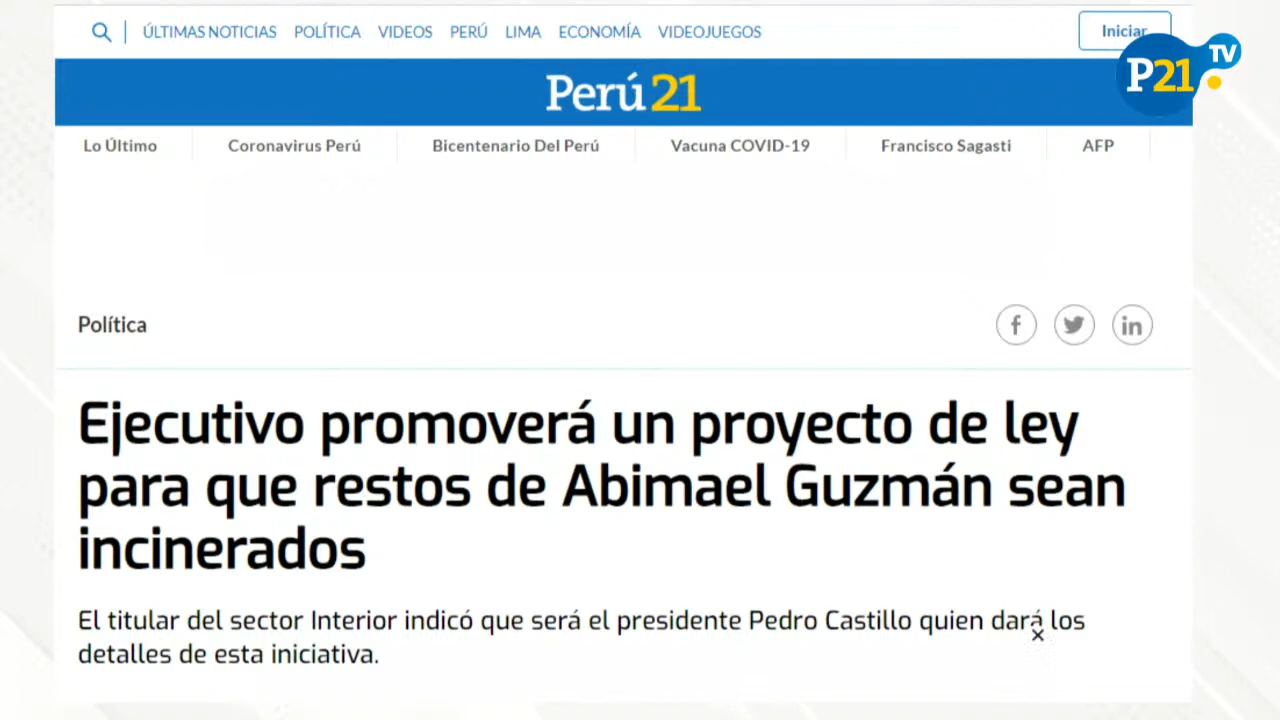 ÚLTIMAS NOTICIAS POLÍTICA VIDEOS PERÚ LIMA ECONOMÍA VIDEOJUEGOS Iniciar
P21 TV
Perú21
Lo Último Coronavirus Perú Bicentenario Del Perú Vacuna COVID-19 Francisco Sagasti AFP
Política
Ejecutivo promoverá un proyecto de ley
para que restos de Abimael Guzmán sean
incinerados
El titular del sector Interior indicó que será el presidente Pedro Castillo quien dará los
detalles de esta iniciativa.